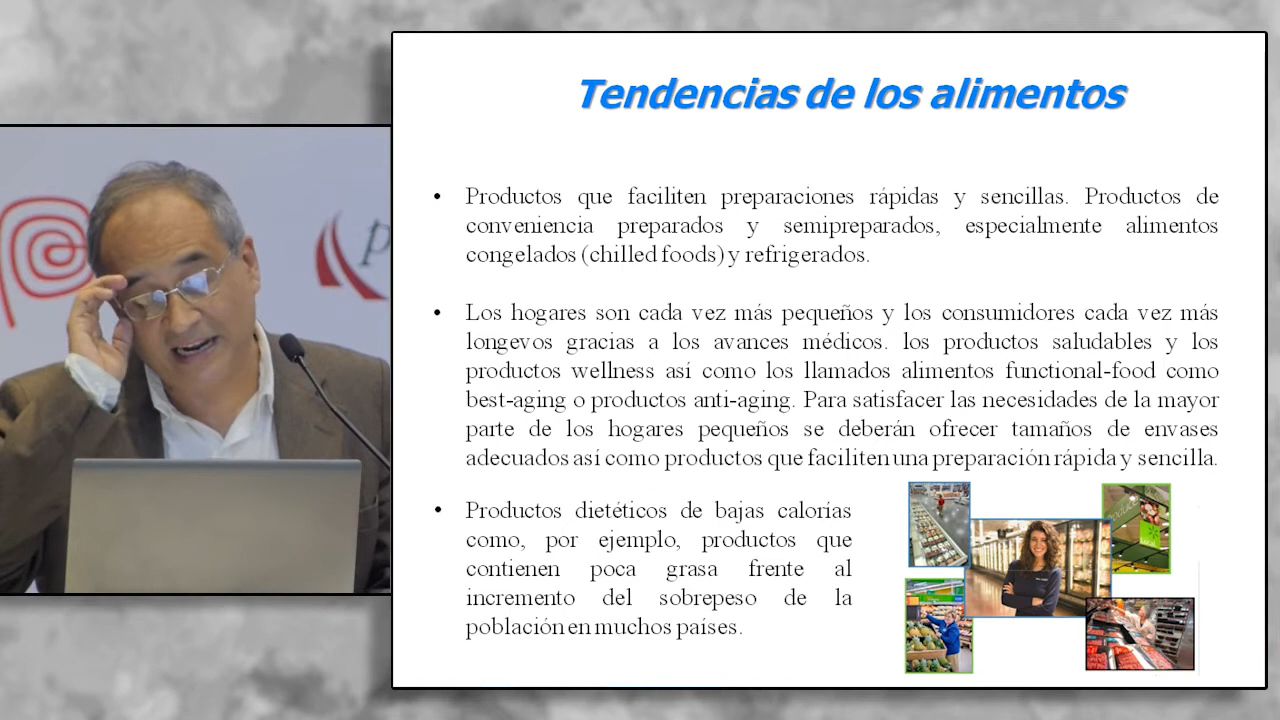 Tendencias de los alimentos
• Productos que faciliten preparaciones rápidas y sencillas. Productos de
conveniencia preparados y semipreparados, especialmente alimentos
congelados (chilled foods) y refrigerados.
• Los hogares son cada vez más pequeños y los consumidores cada vez más
longevos gracias a los avances médicos. los productos saludables y los
productos wellness así como los llamados alimentos functional-food como
best-aging o productos anti-aging. Para satisfacer las necesidades de la mayor
parte de los hogares pequeños se deberán ofrecer tamaños de envases
adecuados así como productos que faciliten una preparación rápida y sencilla.
• Productos dietéticos de bajas calorías
como, por ejemplo, productos que
contienen poca grasa frente al
incremento del sobrepeso de la
población en muchos países.